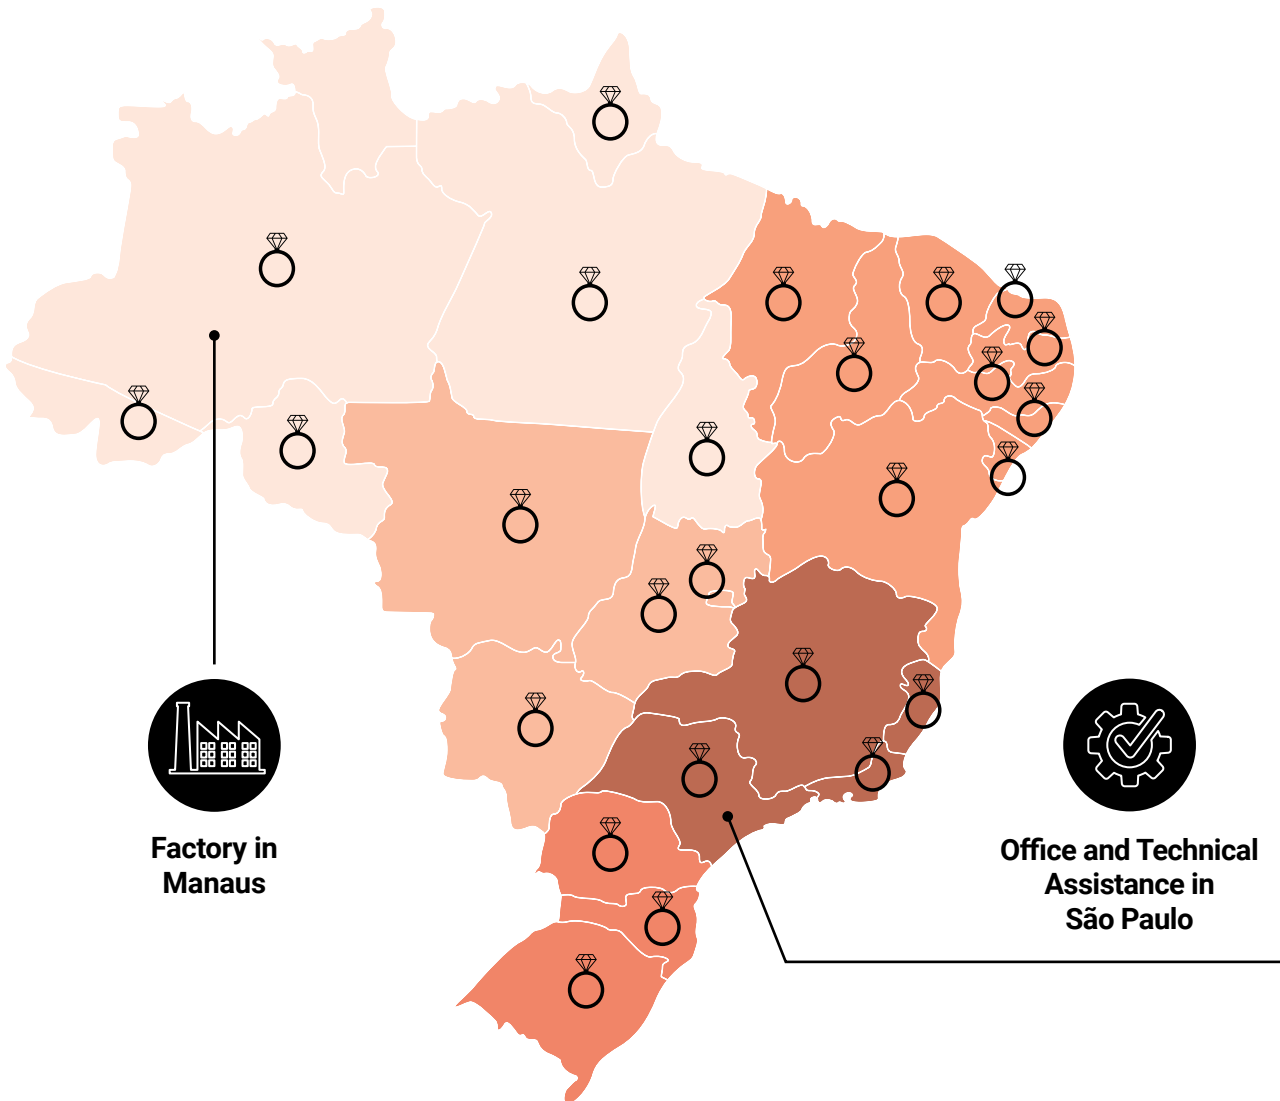 Factory in
Manaus
Office and Technical
Assistance in
São Paulo